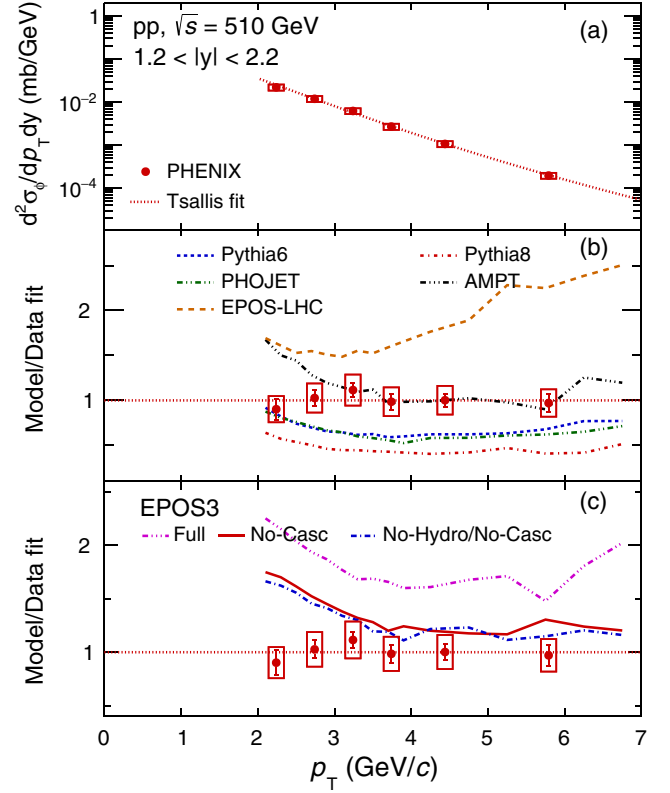 pp, √s = 510 GeV
1.2 < |y| < 2.2
(a)
PHENIX
Tsallis fit
d²σ_ϕ/dp_T dy (mb/GeV)
1
10⁻²
10⁻⁴
(b)
Pythia6
Pythia8
PHOJET
AMPT
EPOS-LHC
Model/Data fit
2
1
EPOS3
(c)
Full
No-Casc
No-Hydro/No-Casc
Model/Data fit
2
1
0 1 2 3 4 5 6 7
p_T (GeV/c)